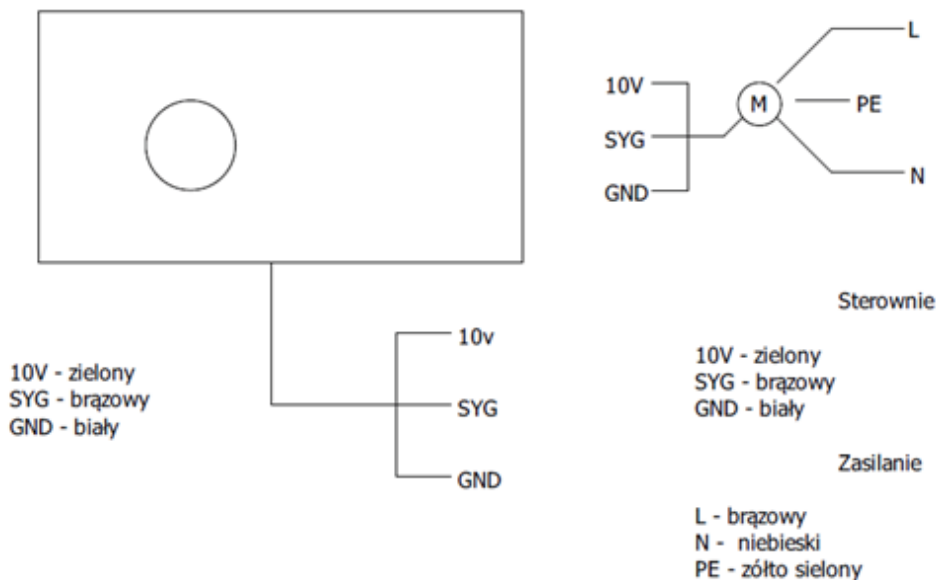 10V - zielony
SYG - brązowy
GND - biały
10v
SYG
GND
10V
SYG
GND
M
L
PE
N
Sterownie
10V - zielony
SYG - brązowy
GND - biały
Zasilanie
L - brązowy
N - niebieski
PE - zółto sielony